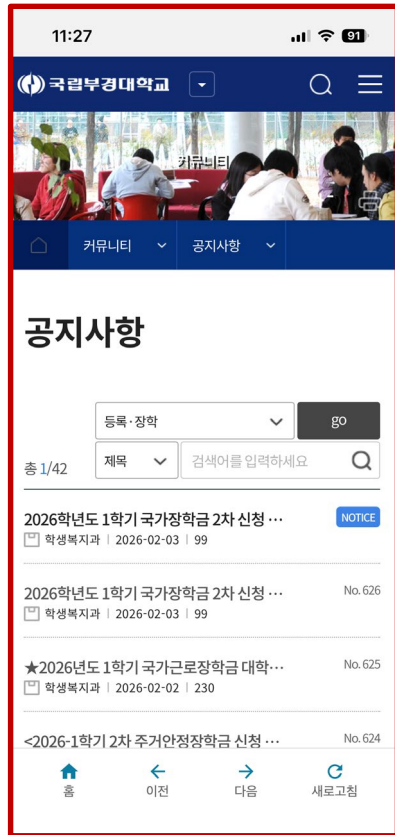 11:27
91
국립부경대학교
커뮤니티
커뮤니티
공지사항
공지사항
등록·장학
go
총 1/42
제목
검색어를 입력하세요
2026학년도 1학기 국가장학금 2차 신청 …
NOTICE
학생복지과 | 2026-02-03 | 99
2026학년도 1학기 국가장학금 2차 신청 …
No. 626
학생복지과 | 2026-02-03 | 99
★2026년도 1학기 국가근로장학금 대학…
No. 625
학생복지과 | 2026-02-02 | 230
<2026-1학기 2차 주거안정장학금 신청 …
No. 624
홈
이전
다음
새로고침